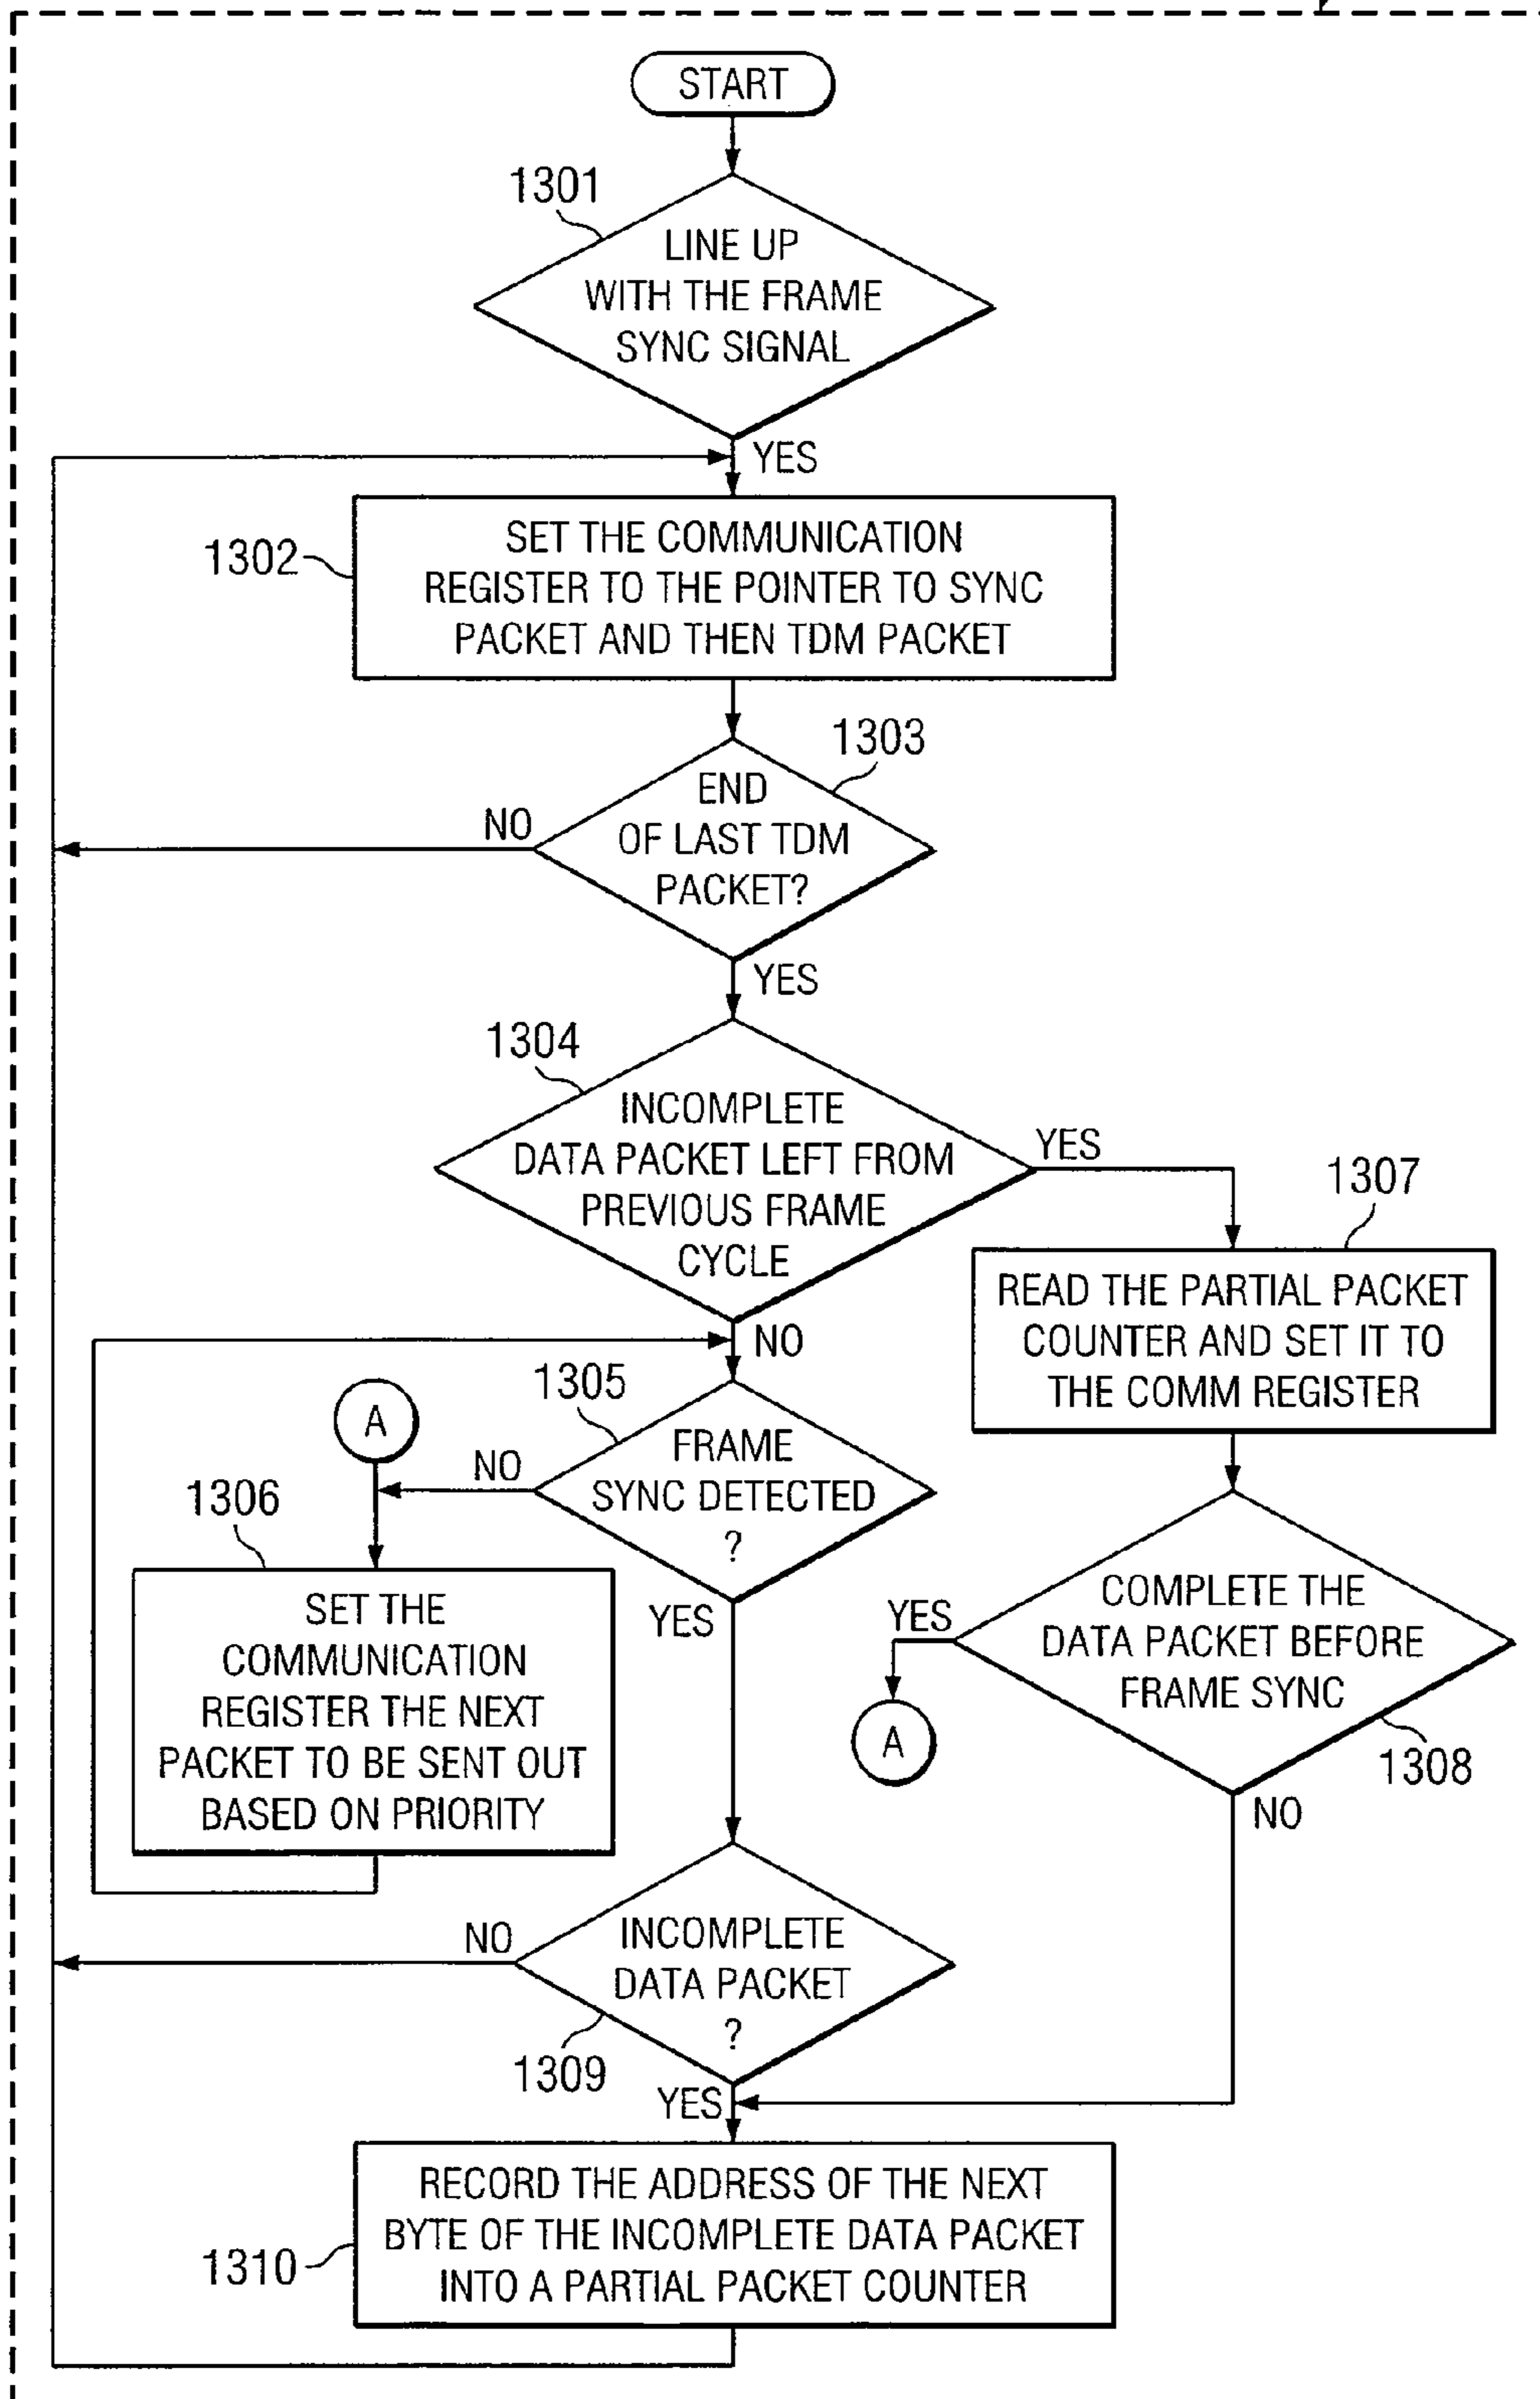 START
1301
LINE UP
WITH THE FRAME
SYNC SIGNAL
YES
1302
SET THE COMMUNICATION
REGISTER TO THE POINTER TO SYNC
PACKET AND THEN TDM PACKET
1303
END
OF LAST TDM
PACKET?
NO
YES
1304
INCOMPLETE
DATA PACKET LEFT FROM
PREVIOUS FRAME
CYCLE
YES
NO
1307
READ THE PARTIAL PACKET
COUNTER AND SET IT TO
THE COMM REGISTER
1305
FRAME
SYNC DETECTED
?
NO
YES
A
1306
SET THE
COMMUNICATION
REGISTER THE NEXT
PACKET TO BE SENT OUT
BASED ON PRIORITY
COMPLETE THE
DATA PACKET BEFORE
FRAME SYNC
1308
YES
A
NO
INCOMPLETE
DATA PACKET
?
1309
NO
YES
1310
RECORD THE ADDRESS OF THE NEXT
BYTE OF THE INCOMPLETE DATA PACKET
INTO A PARTIAL PACKET COUNTER